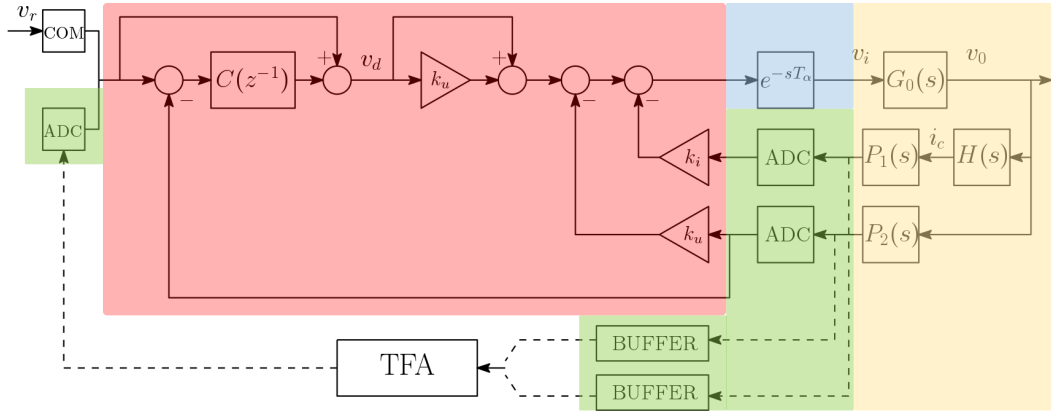 v_r
COM
ADC
−
C(z^{-1})
+
v_d
k_u
+
−
−
e^{-sT_α}
v_i
G_0(s)
v_0
k_i
ADC
P_1(s)
i_c
H(s)
k_u
ADC
P_2(s)
BUFFER
TFA
BUFFER